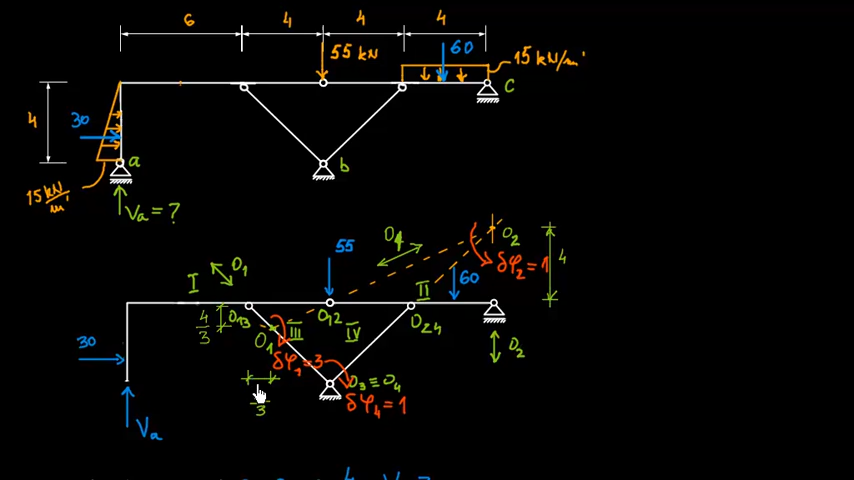 6 4 4 4
55 kN
60
15 kN/m'
4
30
a
b
c
15 kN/m'
Va = ?
O4
O2
δφ2 = 1
4
I
O1
55
60
II
4/3
O13
O12
O24
O1
III
IV
30
δφ1 = 3
O2
O3 ≡ O4
3
δφ4 = 1
Va